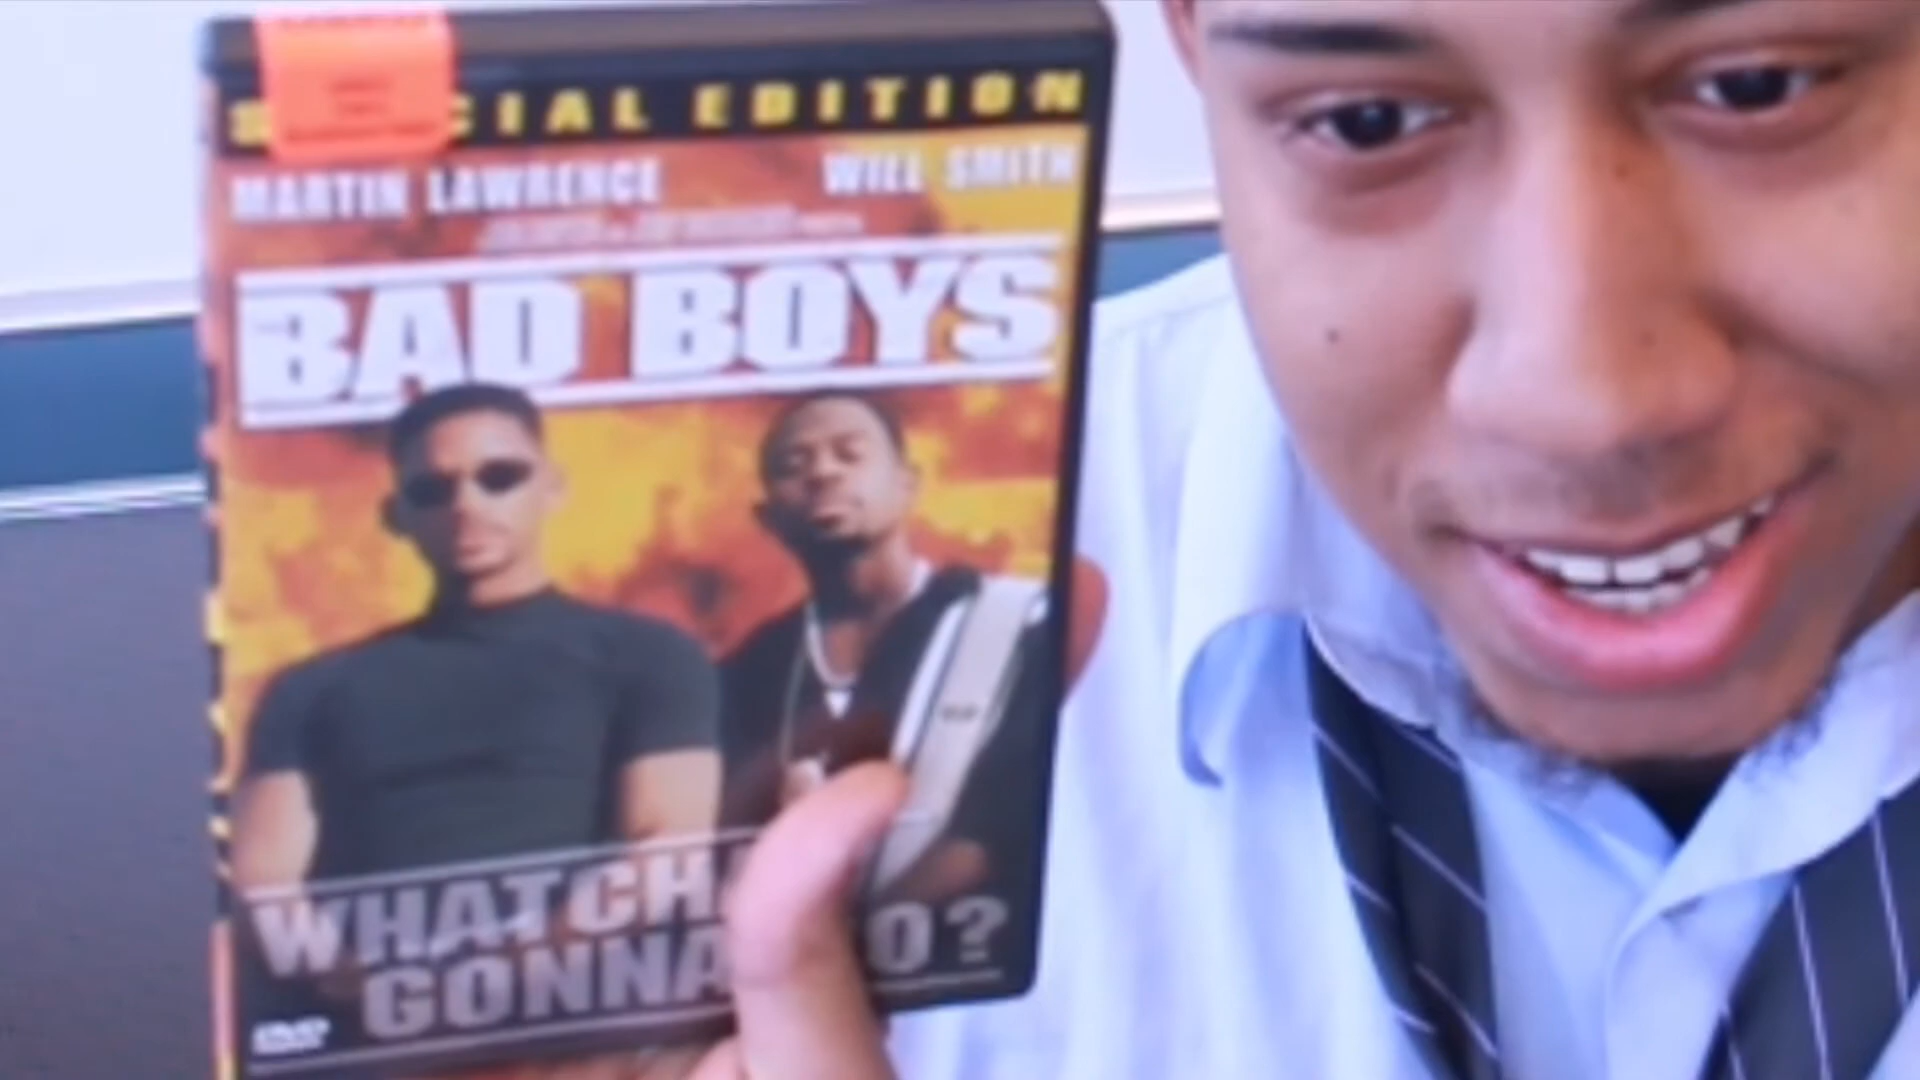 CIAL EDITION
MARTIN LAWRENCE WILL SMITH
BAD BOYS
WHATCH
GONNA O?
DVD